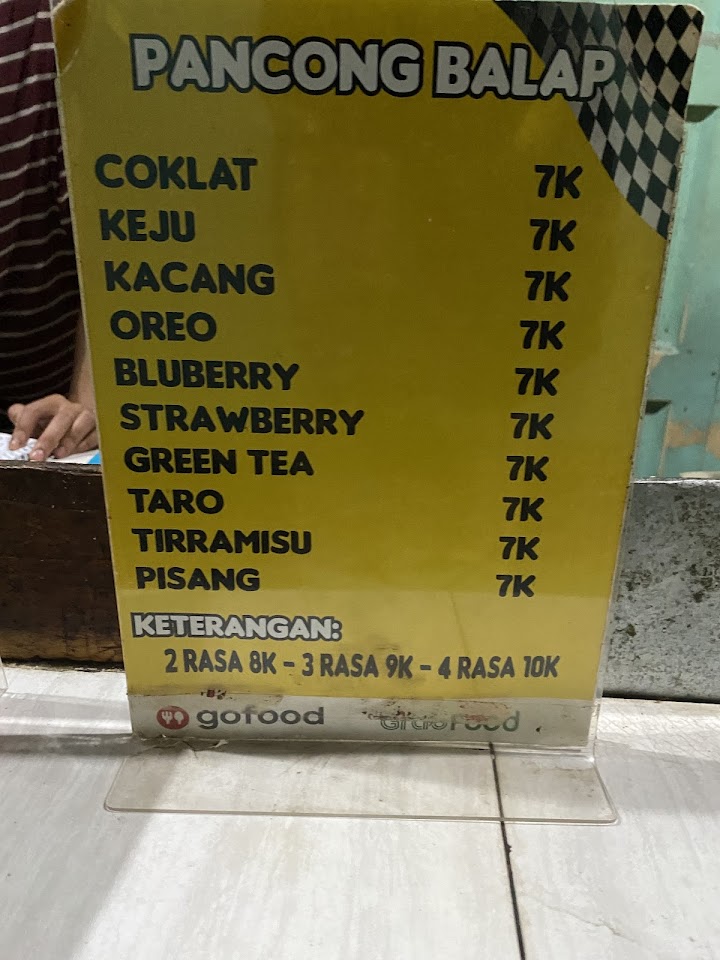 PANCONG BALAP
COKLAT 7K
KEJU 7K
KACANG 7K
OREO 7K
BLUBERRY 7K
STRAWBERRY 7K
GREEN TEA 7K
TARO 7K
TIRRAMISU 7K
PISANG 7K
KETERANGAN:
2 RASA 8K - 3 RASA 9K - 4 RASA 10K
gofood GrabFood